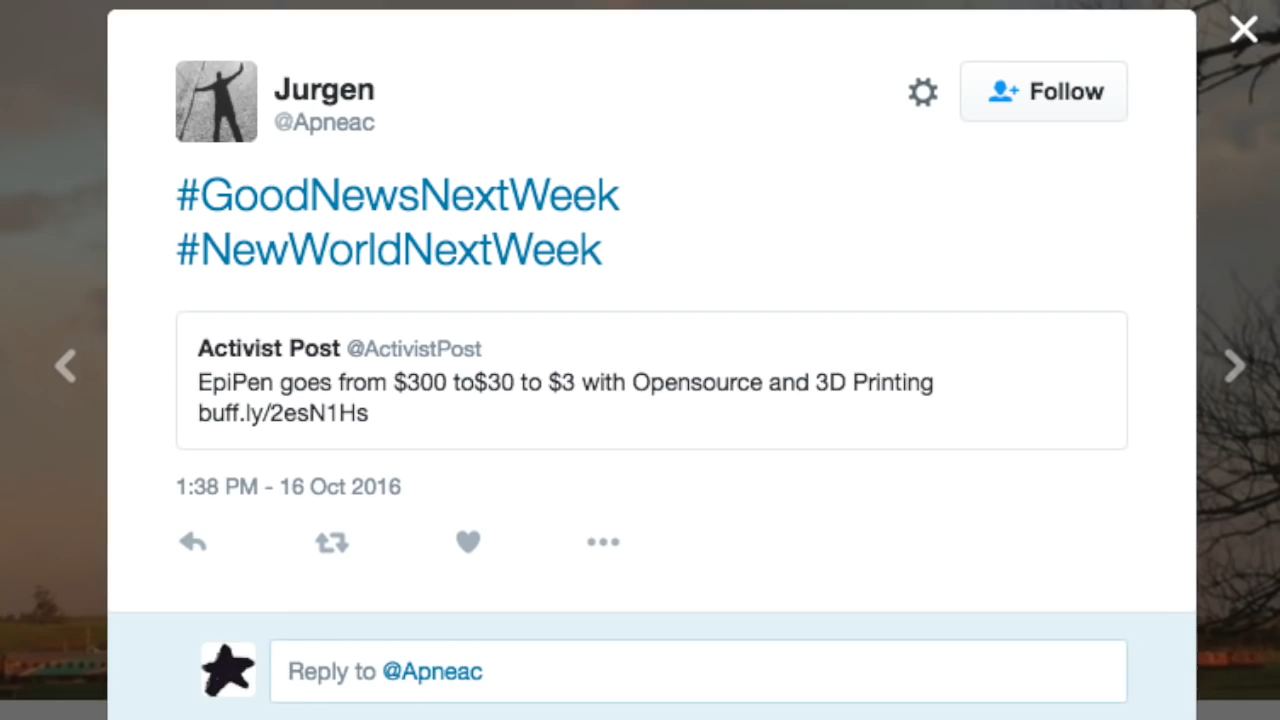 Jurgen
@Apneac
Follow
#GoodNewsNextWeek
#NewWorldNextWeek
Activist Post @ActivistPost
EpiPen goes from $300 to$30 to $3 with Opensource and 3D Printing
buff.ly/2esN1Hs
1:38 PM - 16 Oct 2016
Reply to @Apneac